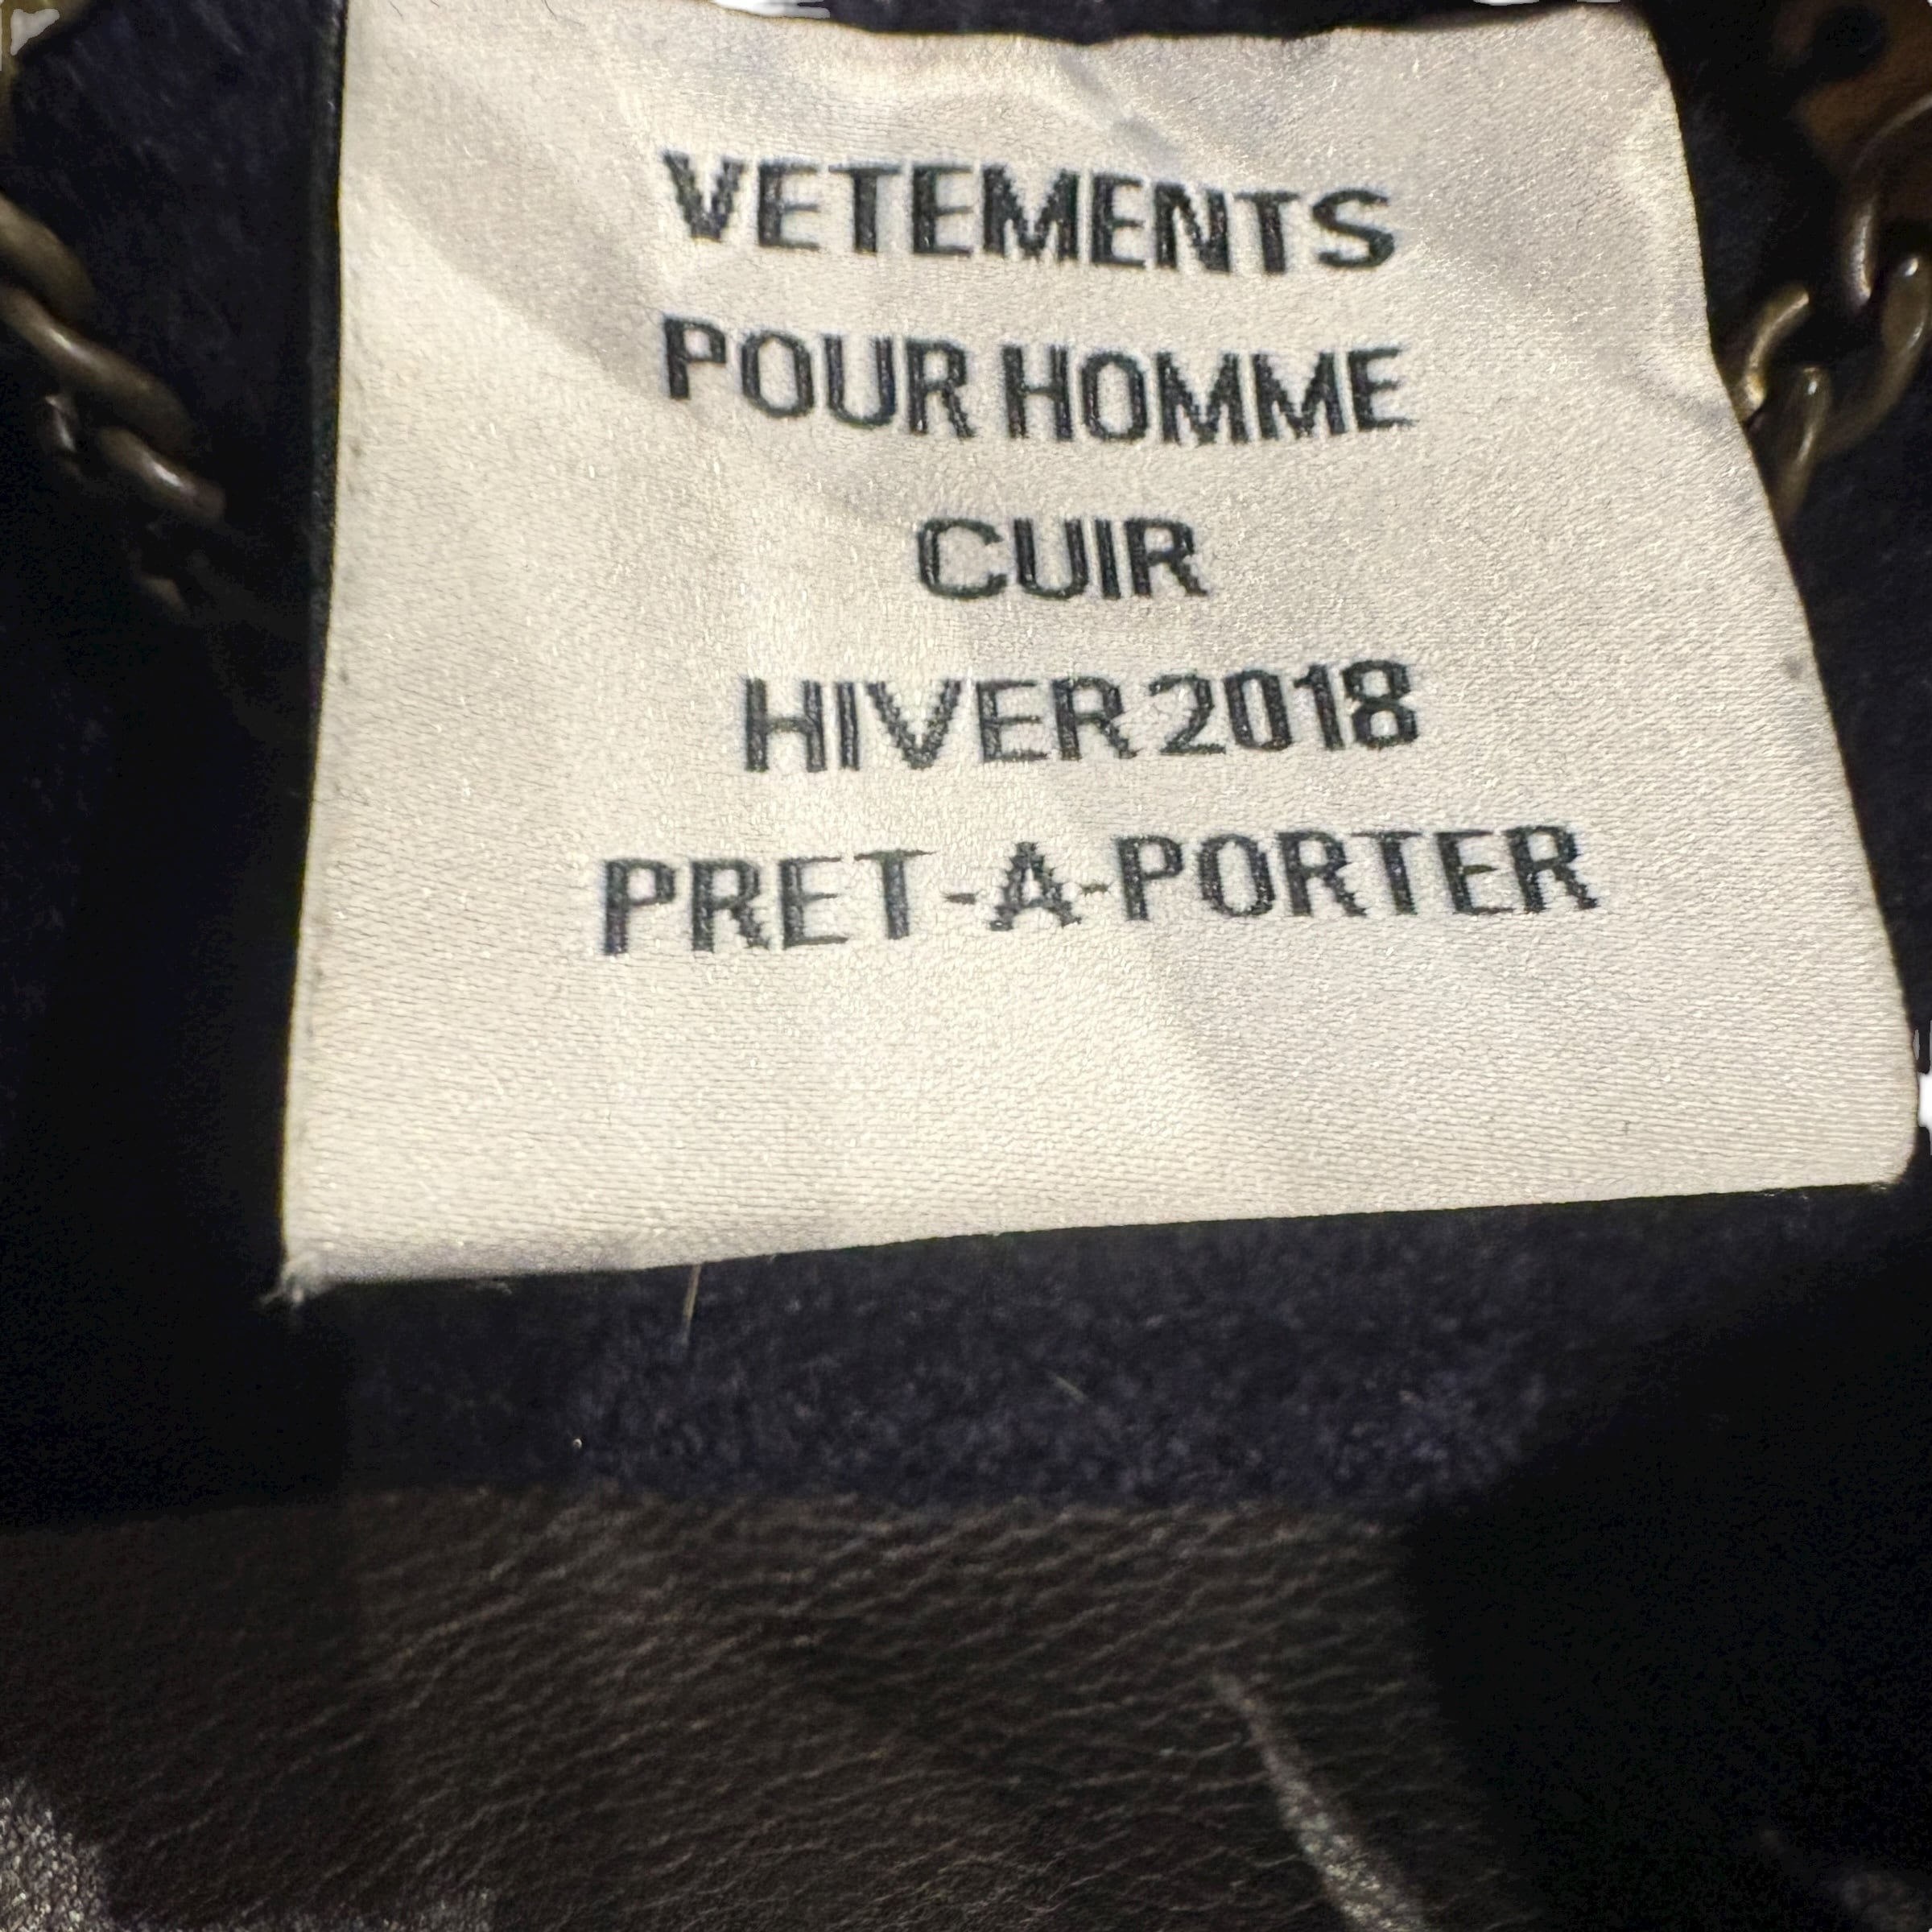 VETEMENTS
POUR HOMME
CUIR
HIVER 2018
PRET-A-PORTER